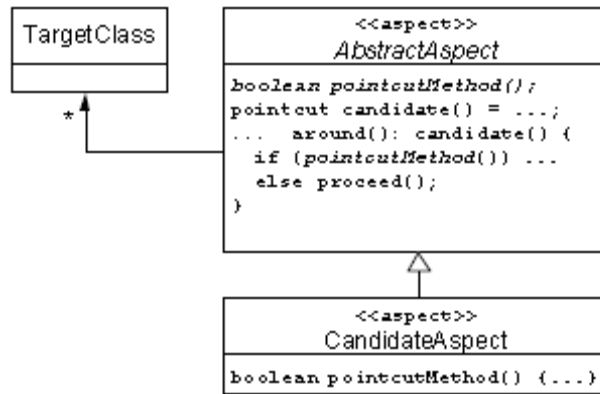 TargetClass
*
<<aspect>>
AbstractAspect
boolean pointcutMethod();
pointcut candidate() = ...;
... around(): candidate() {
if (pointcutMethod()) ...
else proceed();
}
<<aspect>>
CandidateAspect
boolean pointcutMethod() {...}